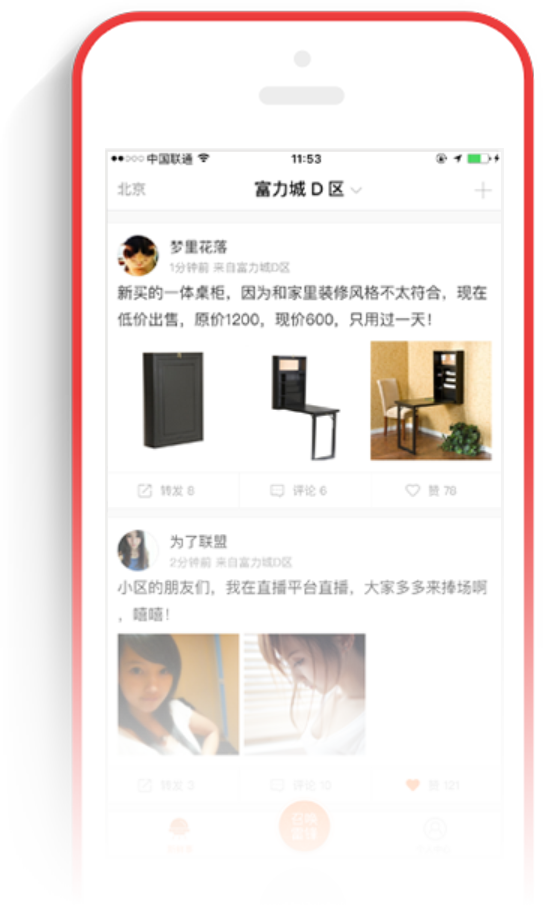 中国联通
11:53
北京
富力城 D 区
梦里花落
1分钟前 来自富力城D区
新买的一体桌柜，因为和家里装修风格不太符合，现在
低价出售，原价1200，现价600，只用过一天！
转发 8
评论 6
赞 78
为了联盟
2分钟前 来自富力城D区
小区的朋友们，我在直播平台直播，大家多多来捧场啊
，嘻嘻！
转发 3
评论 13
赞 121